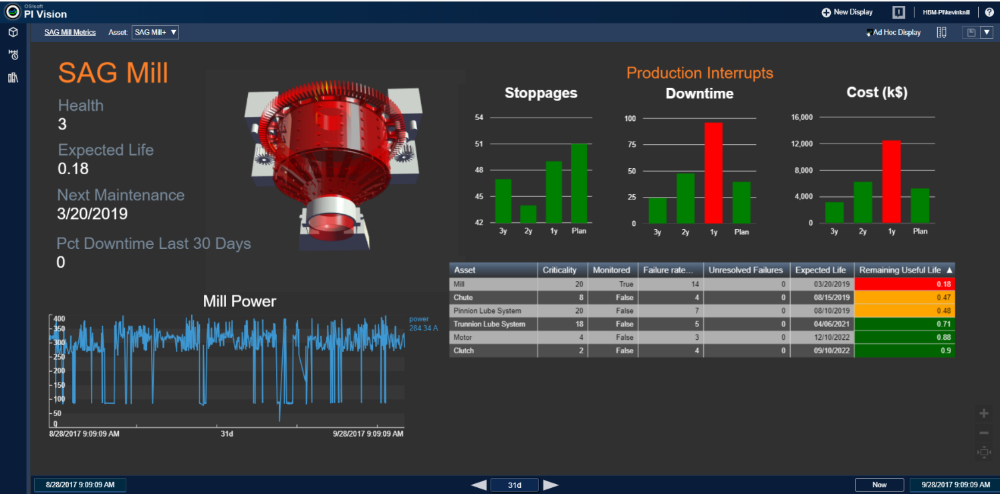 OSIsoft
PI Vision
New Display
HBM-PI\kevinknill
SAG Mill Metrics
Asset: SAG Mill+ ▼
Ad Hoc Display
SAG Mill
Health
3
Expected Life
0.18
Next Maintenance
3/20/2019
Pct Downtime Last 30 Days
0
Production Interrupts
Stoppages
54
51
48
45
42
3y 2y 1y Plan
Downtime
100
75
50
25
0
3y 2y 1y Plan
Cost (k$)
16,000
12,000
8,000
4,000
0
3y 2y 1y Plan
Mill Power
400
350
300
250
200
150
100
50
0
power
284.34 A
8/28/2017 9:09:09 AM 31d 9/28/2017 9:09:09 AM
Asset Criticality Monitored Failure rate... Unresolved Failures Expected Life Remaining Useful Life ▲
Mill 20 True 14 0 03/20/2019 0.18
Chute 8 False 4 0 08/15/2019 0.47
Pinnion Lube System 20 False 7 0 08/10/2019 0.48
Trunnion Lube System 18 False 5 0 04/06/2021 0.71
Motor 4 False 3 0 12/10/2022 0.88
Clutch 2 False 4 0 09/10/2022 0.9
8/28/2017 9:09:09 AM 31d Now 9/28/2017 9:09:09 AM